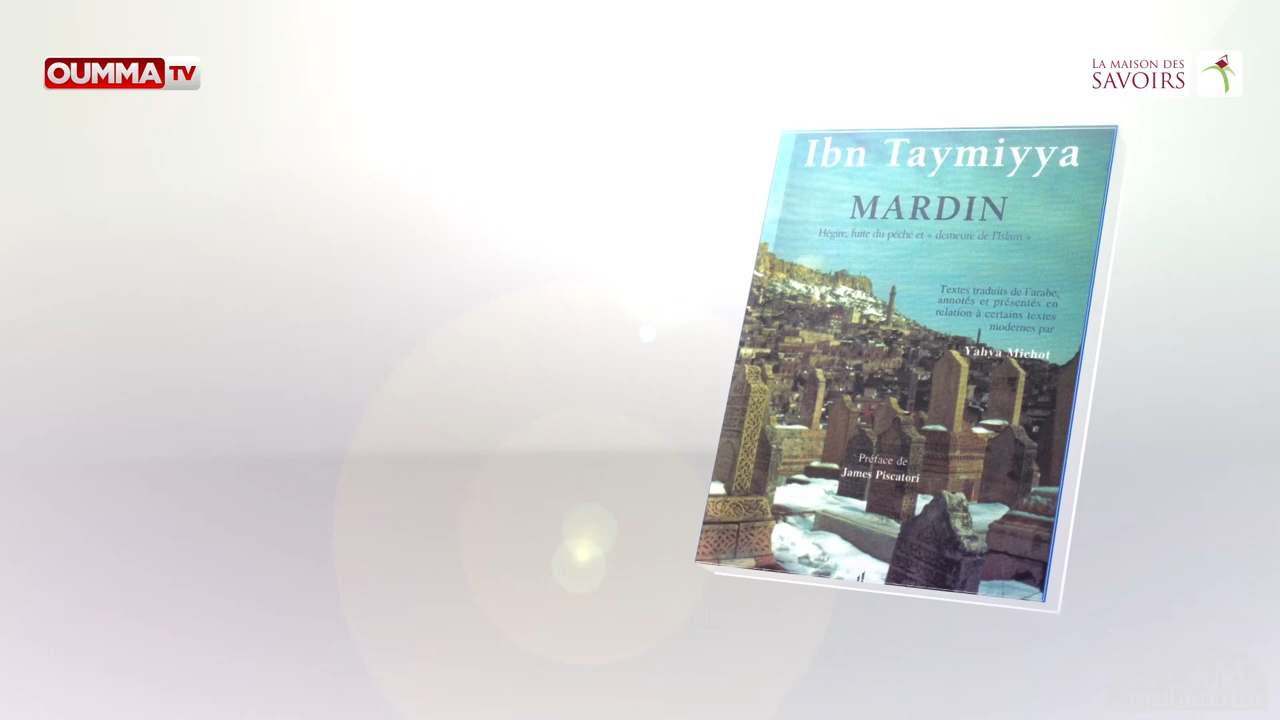 OUMMA TV
LA MAISON DES
SAVOIRS
Ibn Taymiyya
MARDIN
Hégire, fuite du péché et « demeure de l'Islam »
Textes traduits de l'arabe,
annotés et présentés en
relation à certains textes
modernes par
Yahya Michot
Préface de
James Piscatori